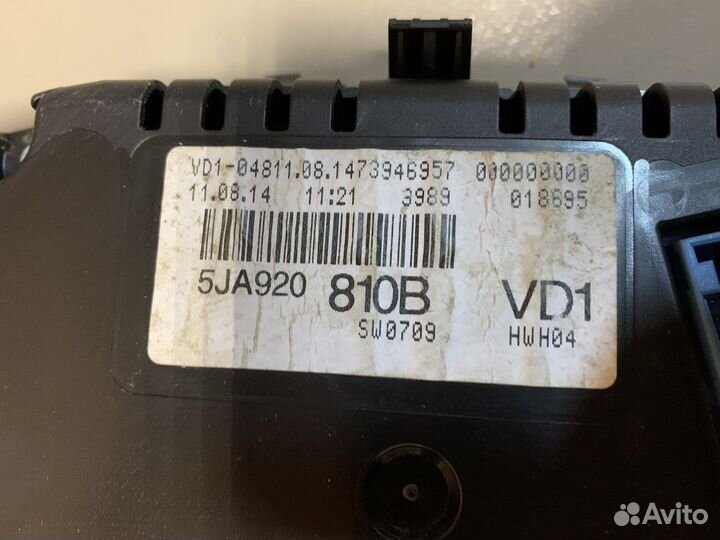 VD1-04811.08.1473946957 000000000
11.08.14 11:21 3989 018695
5JA920 810B VD1
SW0709 HWH04
Avito